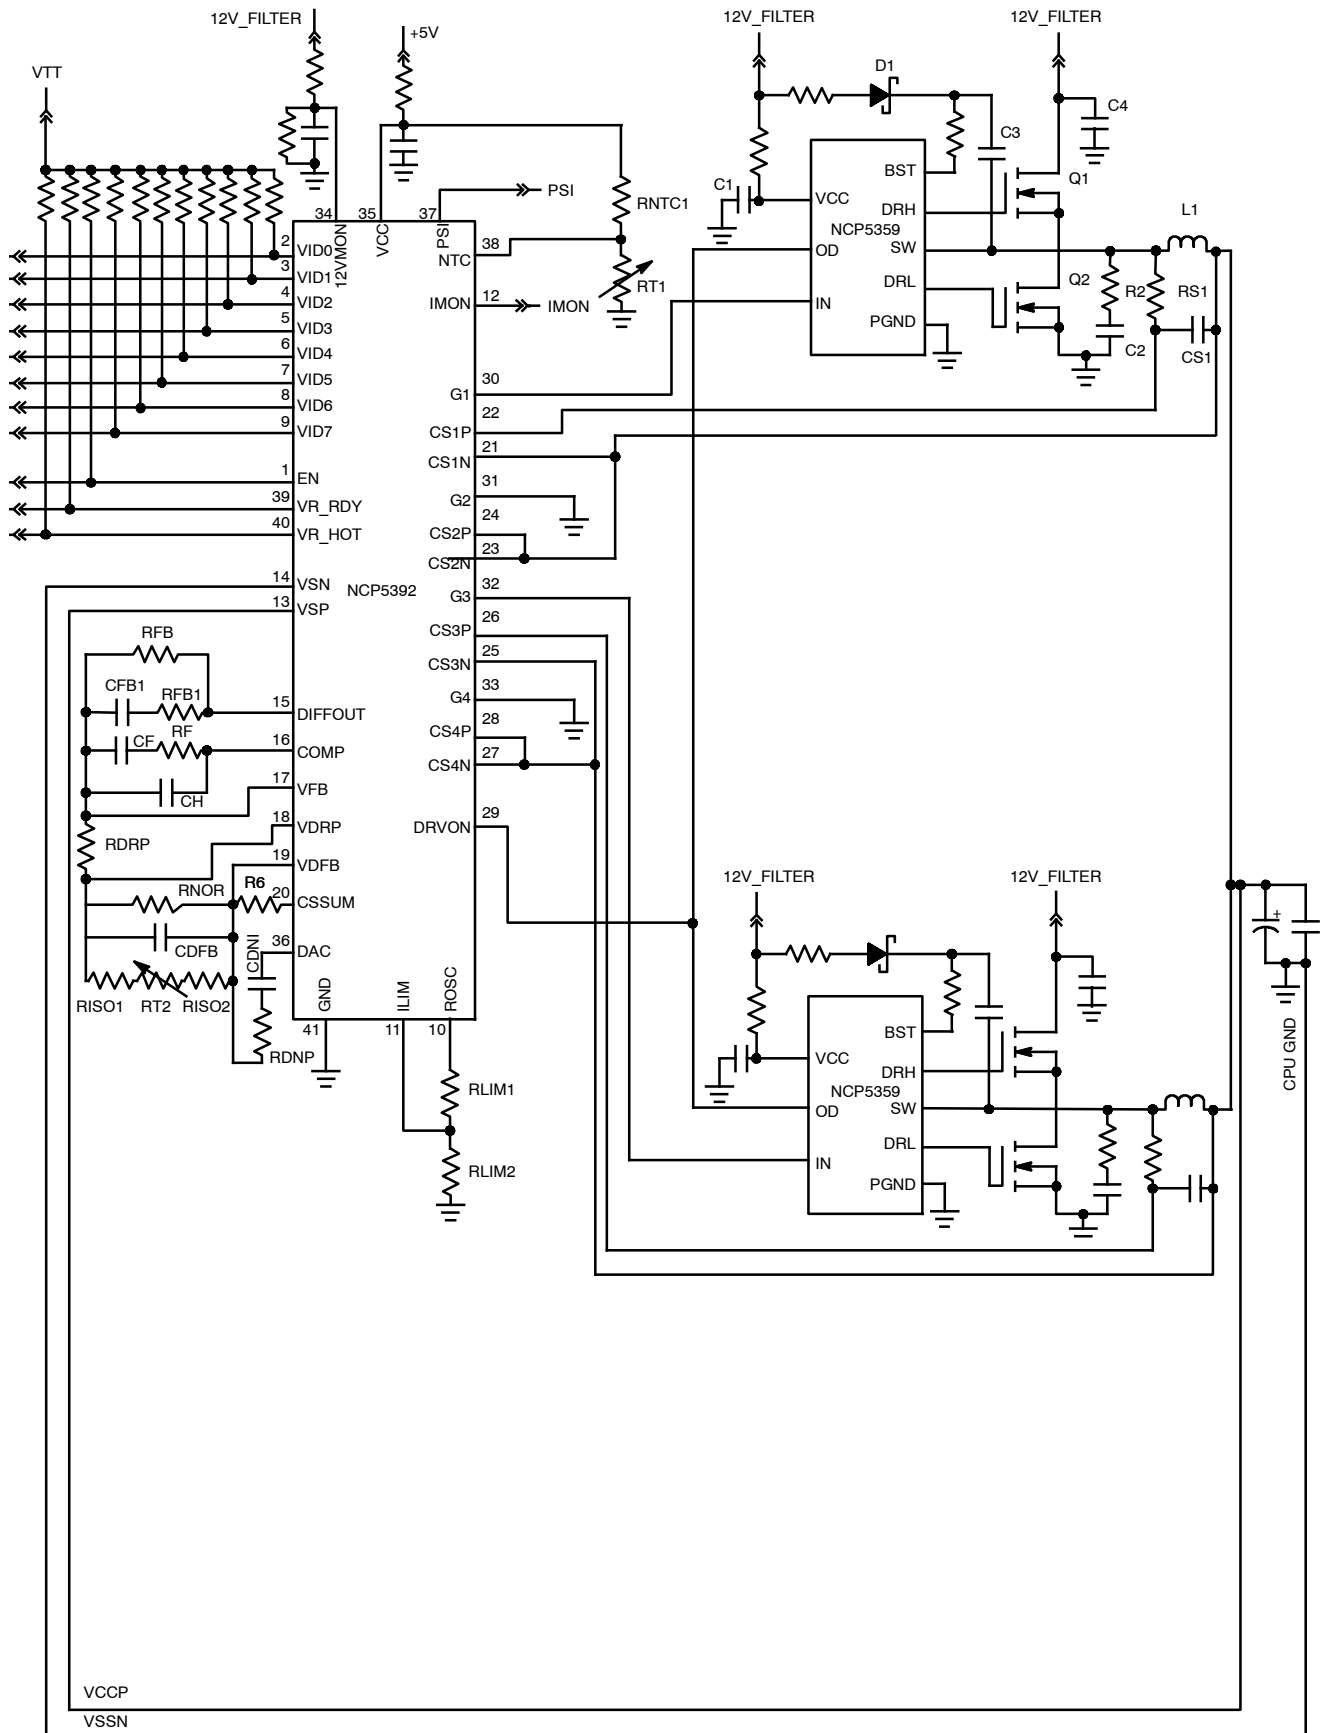 12V_FILTER
+5V
12V_FILTER
12V_FILTER
VTT
D1
C4
C3
BST
Q1
PSI
RNTC1
C1
VCC
DRH
L1
34
35
37
12VMON
VCC
PSI
NCP5359
2
VID0
38
NTC
OD
SW
3
VID1
RT1
DRL
Q2
R2
RS1
4
VID2
IMON
12
IMON
IN
5
VID3
PGND
6
VID4
C2
CS1
7
VID5
30
G1
8
VID6
22
9
VID7
CS1P
21
CS1N
1
EN
31
G2
39
VR_RDY
24
40
VR_HOT
CS2P
23
CS2N
14
VSN
NCP5392
32
G3
13
VSP
26
RFB
CS3P
25
CS3N
CFB1
RFB1
33
G4
15
DIFFOUT
28
CF
RF
CS4P
16
COMP
27
CS4N
17
VFB
CH
18
VDRP
29
DRVON
RDRP
19
VDFB
12V_FILTER
12V_FILTER
RNOR
R6
20
CSSUM
+
36
DAC
CDFB
CDNI
RISO1
RT2
RISO2
GND
ILIM
ROSC
41
11
10
RDNP
BST
VCC
DRH
CPU GND
RLIM1
NCP5359
OD
SW
DRL
RLIM2
IN
PGND
VCCP
VSSN